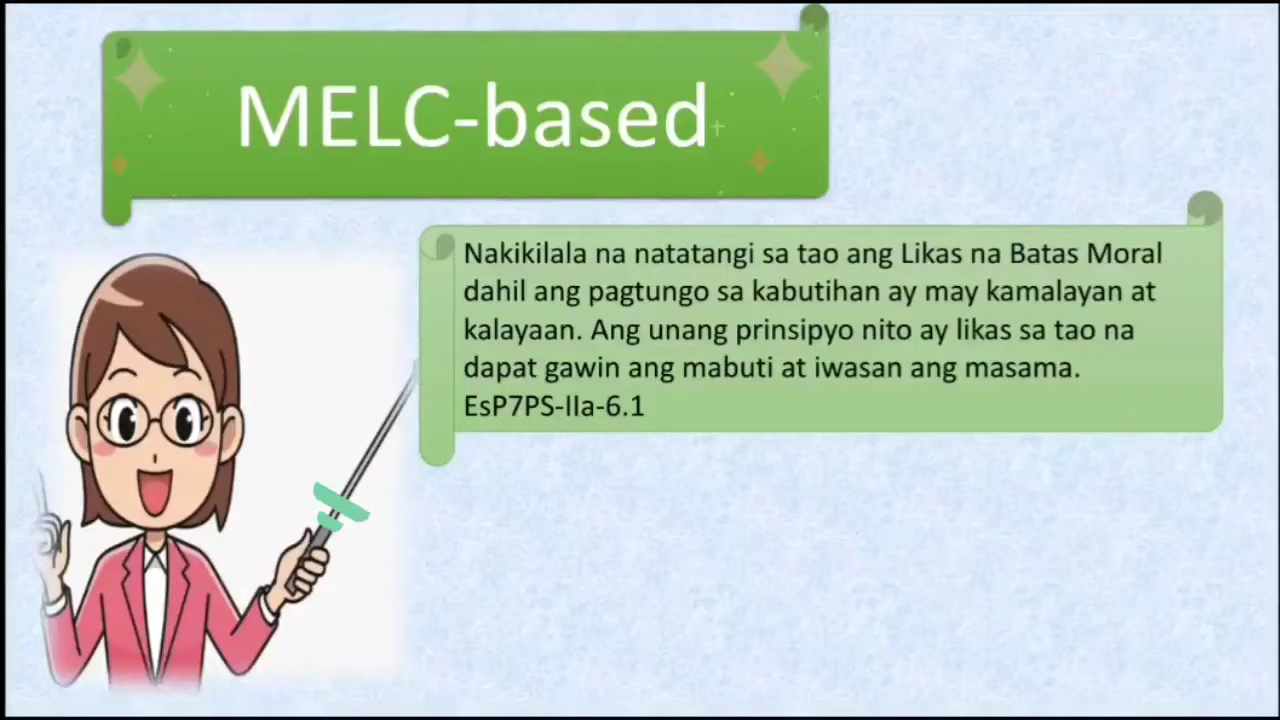 MELC-based
Nakikilala na natatangi sa tao ang Likas na Batas Moral
dahil ang pagtungo sa kabutihan ay may kamalayan at
kalayaan. Ang unang prinsipyo nito ay likas sa tao na
dapat gawin ang mabuti at iwasan ang masama.
EsP7PS-IIa-6.1